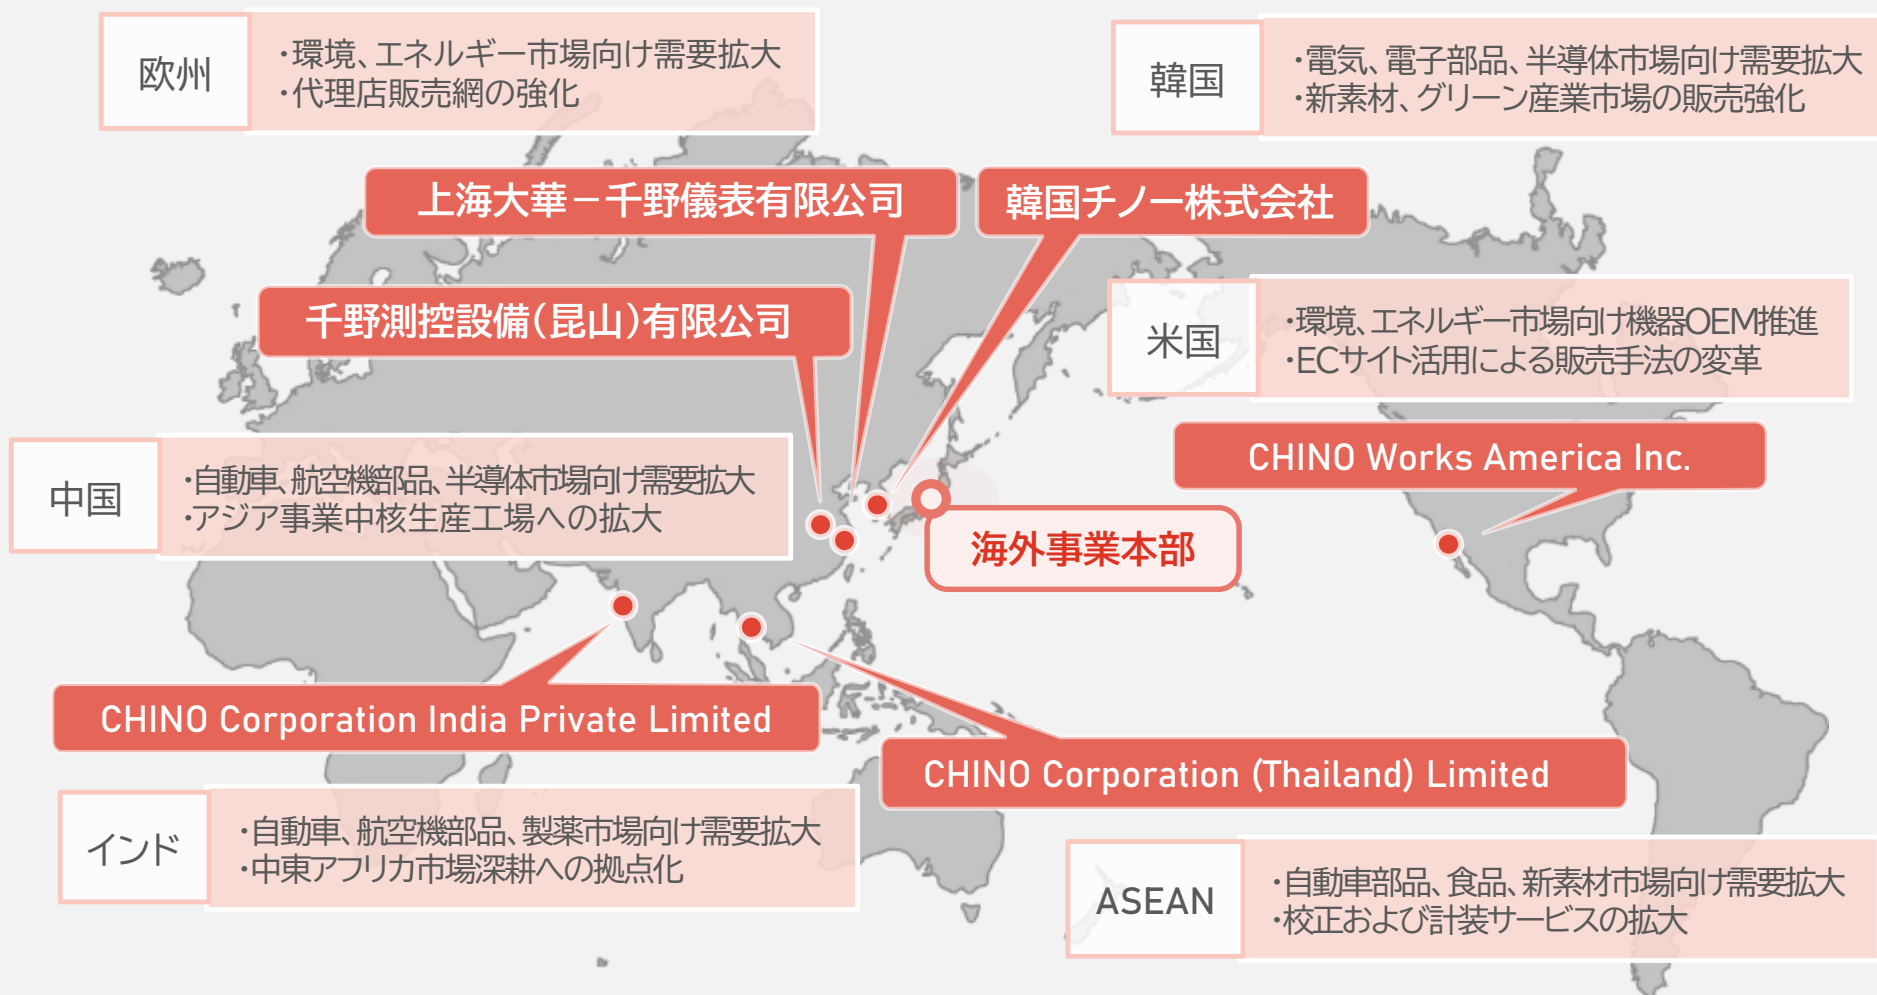 欧州
・環境、エネルギー市場向け需要拡大
・代理店販売網の強化
韓国
・電気、電子部品、半導体市場向け需要拡大
・新素材、グリーン産業市場の販売強化
上海大華－千野儀表有限公司
韓国チノー株式会社
千野測控設備(昆山)有限公司
米国
・環境、エネルギー市場向け機器OEM推進
・ECサイト活用による販売手法の変革
CHINO Works America Inc.
中国
・自動車、航空機部品、半導体市場向け需要拡大
・アジア事業中核生産工場への拡大
海外事業本部
CHINO Corporation India Private Limited
CHINO Corporation (Thailand) Limited
インド
・自動車、航空機部品、製薬市場向け需要拡大
・中東アフリカ市場深耕への拠点化
ASEAN
・自動車部品、食品、新素材市場向け需要拡大
・校正および計装サービスの拡大